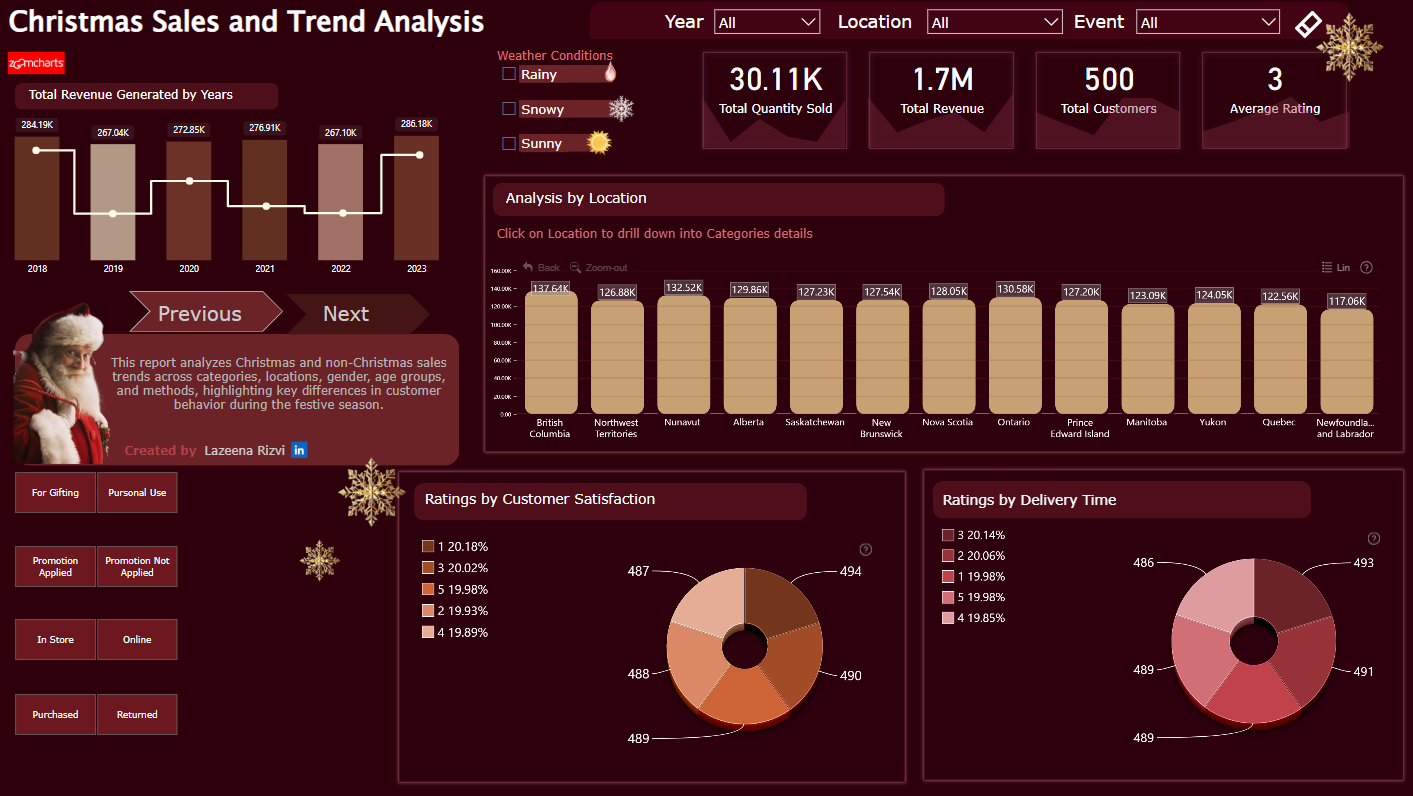 Christmas Sales and Trend Analysis
Year All Location All Event All
zoomcharts
Total Revenue Generated by Years
284.19K 267.04K 272.85K 276.91K 267.10K 286.18K
2018 2019 2020 2021 2022 2023
Weather Conditions
Rainy
Snowy
Sunny
30.11K
Total Quantity Sold
1.7M
Total Revenue
500
Total Customers
3
Average Rating
Previous Next
This report analyzes Christmas and non-Christmas sales
trends across categories, locations, gender, age groups,
and methods, highlighting key differences in customer
behavior during the festive season.
Created by Lazeena Rizvi in
Analysis by Location
Click on Location to drill down into Categories details
Back Zoom-out Lin ?
160.00K
140.00K
120.00K
100.00K
80.00K
60.00K
40.00K
20.00K
0.00
137.64K 126.88K 132.52K 129.86K 127.23K 127.54K 128.05K 130.58K 127.20K 123.09K 124.05K 122.56K 117.06K
British
Columbia
Northwest
Territories
Nunavut
Alberta
Saskatchewan
New
Brunswick
Nova Scotia
Ontario
Prince
Edward Island
Manitoba
Yukon
Quebec
Newfoundla...
and Labrador
For Gifting Pursonal Use
Promotion
Applied
Promotion Not
Applied
In Store Online
Purchased Returned
Ratings by Customer Satisfaction
1 20.18%
3 20.02%
5 19.98%
2 19.93%
4 19.89%
?
487 494
488 490
489
Ratings by Delivery Time
3 20.14%
2 20.06%
1 19.98%
5 19.98%
4 19.85%
?
486 493
489 491
489